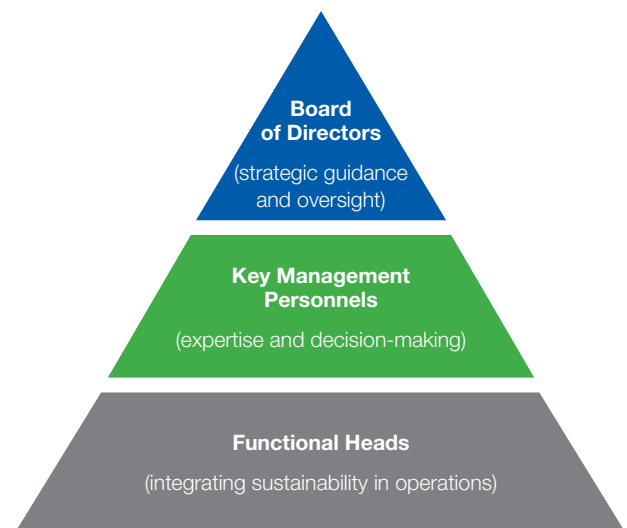 Board
of Directors
(strategic guidance
and oversight)
Key Management
Personnels
(expertise and decision-making)
Functional Heads
(integrating sustainability in operations)